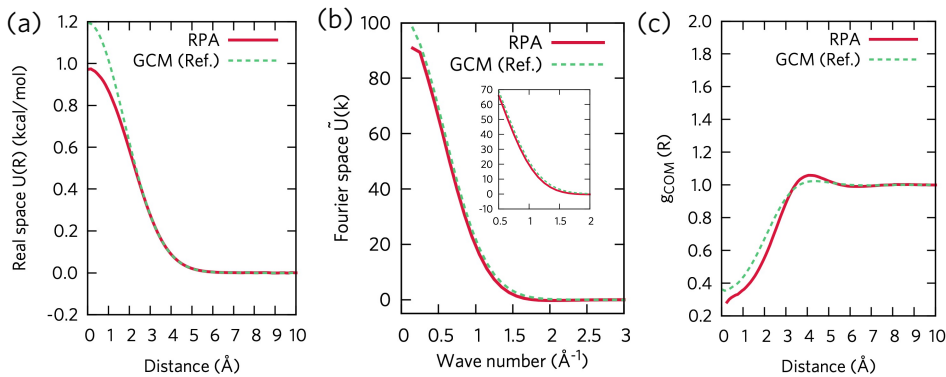 (a)
Real space U(R) (kcal/mol)
1.2
1.0
0.8
0.6
0.4
0.2
0.0
-0.2
RPA
GCM (Ref.)
0 1 2 3 4 5 6 7 8 9 10
Distance (Å)
(b)
Fourier space Ũ(k)
100
80
60
40
20
0
RPA
GCM (Ref.)
70
60
50
40
30
20
10
0
-10
0.5 1 1.5 2
0 0.5 1 1.5 2 2.5 3
Wave number (Å⁻¹)
(c)
gCOM (R)
2.0
1.8
1.6
1.4
1.2
1.0
0.8
0.6
0.4
0.2
RPA
GCM (Ref.)
0 1 2 3 4 5 6 7 8 9 10
Distance (Å)